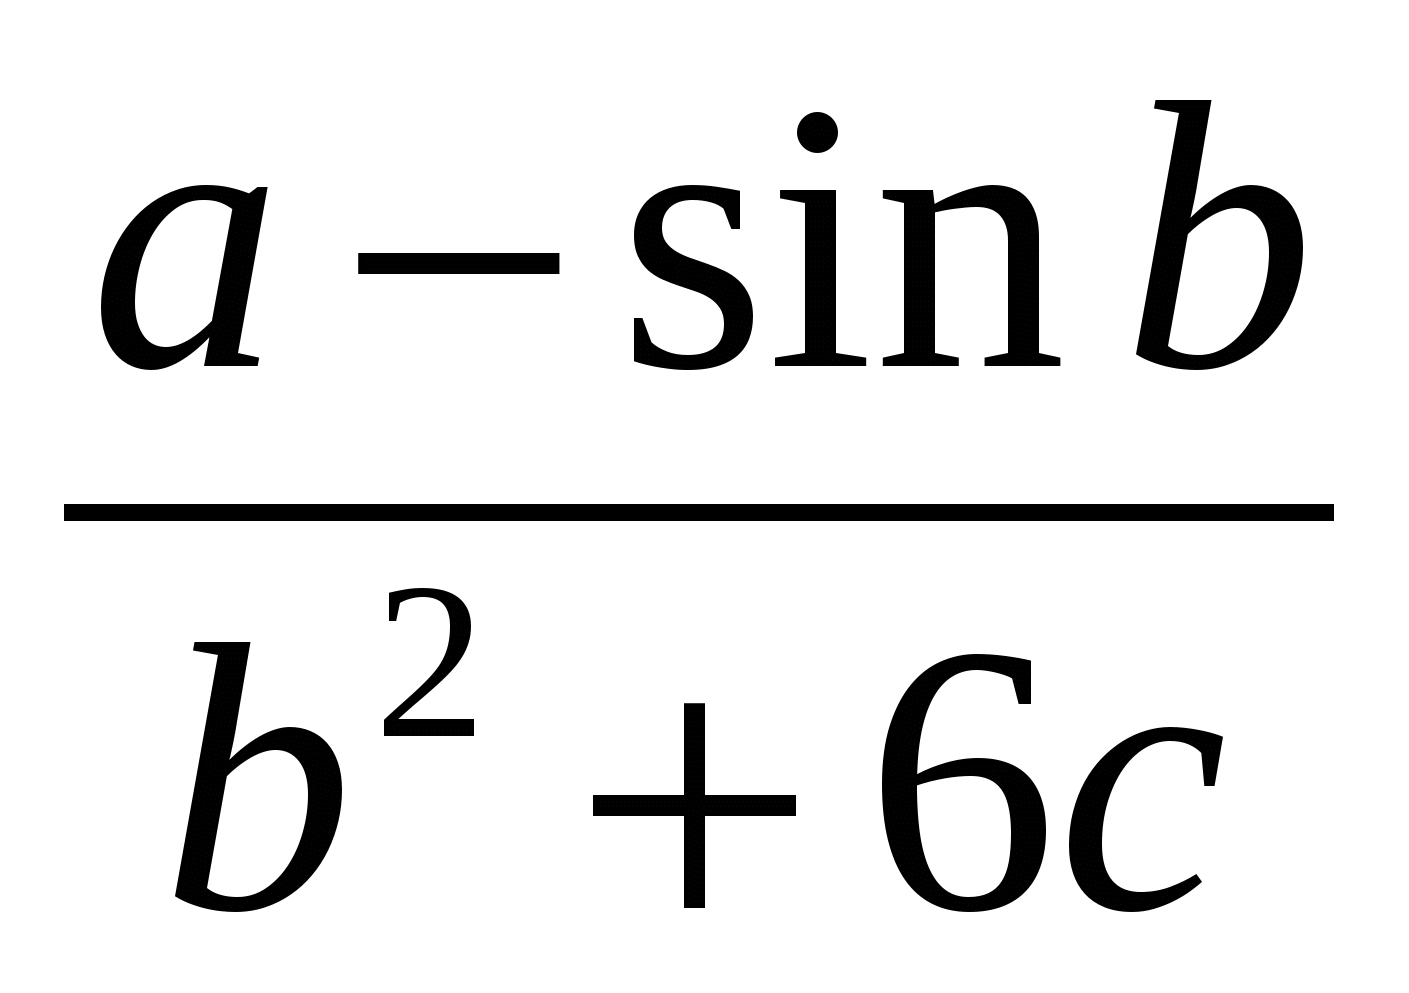 a − sin b
b² + 6c